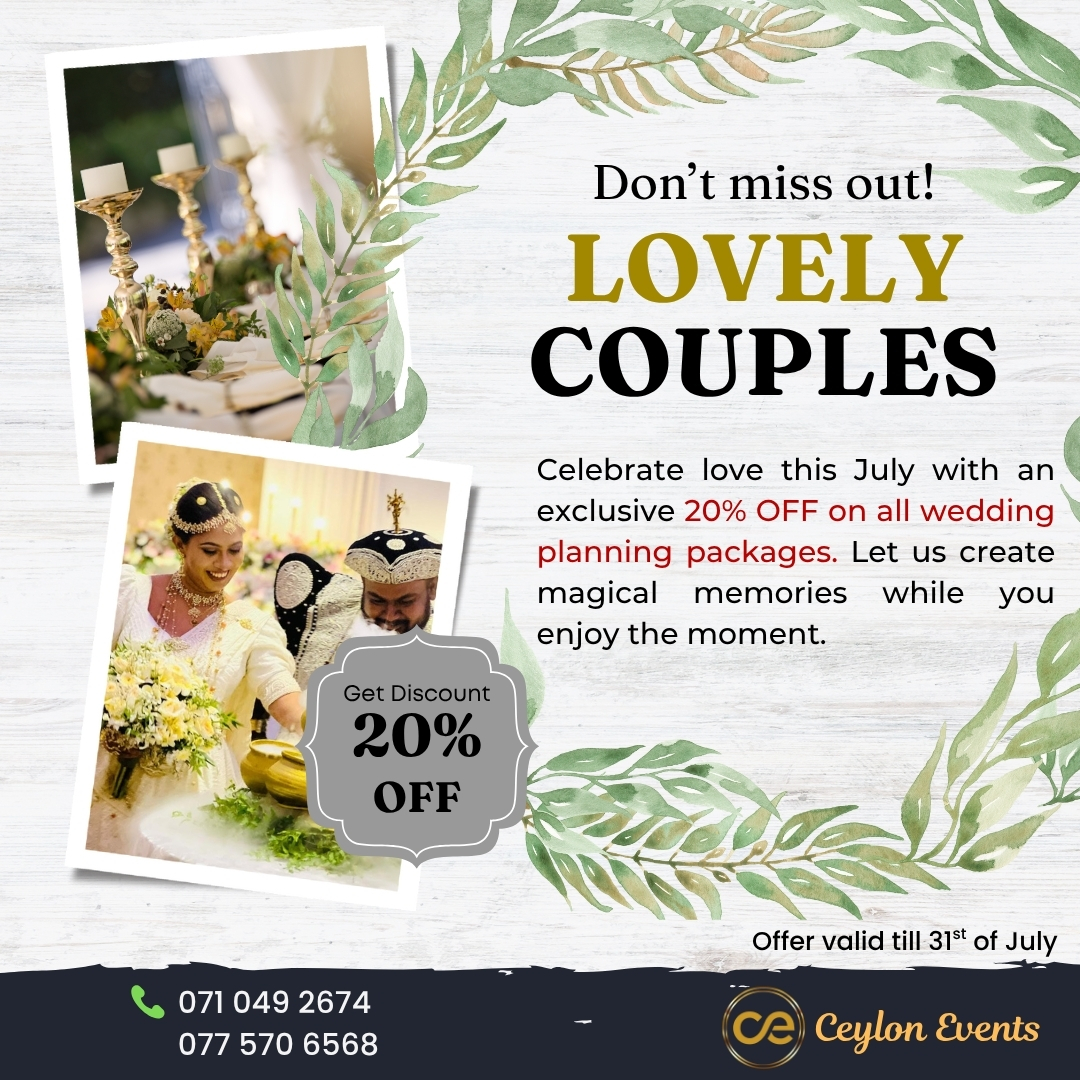 Don't miss out!
LOVELY
COUPLES
Celebrate love this July with an
exclusive 20% OFF on all wedding
planning packages. Let us create
magical memories while you
enjoy the moment.
Get Discount
20%
OFF
Offer valid till 31st of July
071 049 2674
077 570 6568
ce Ceylon Events